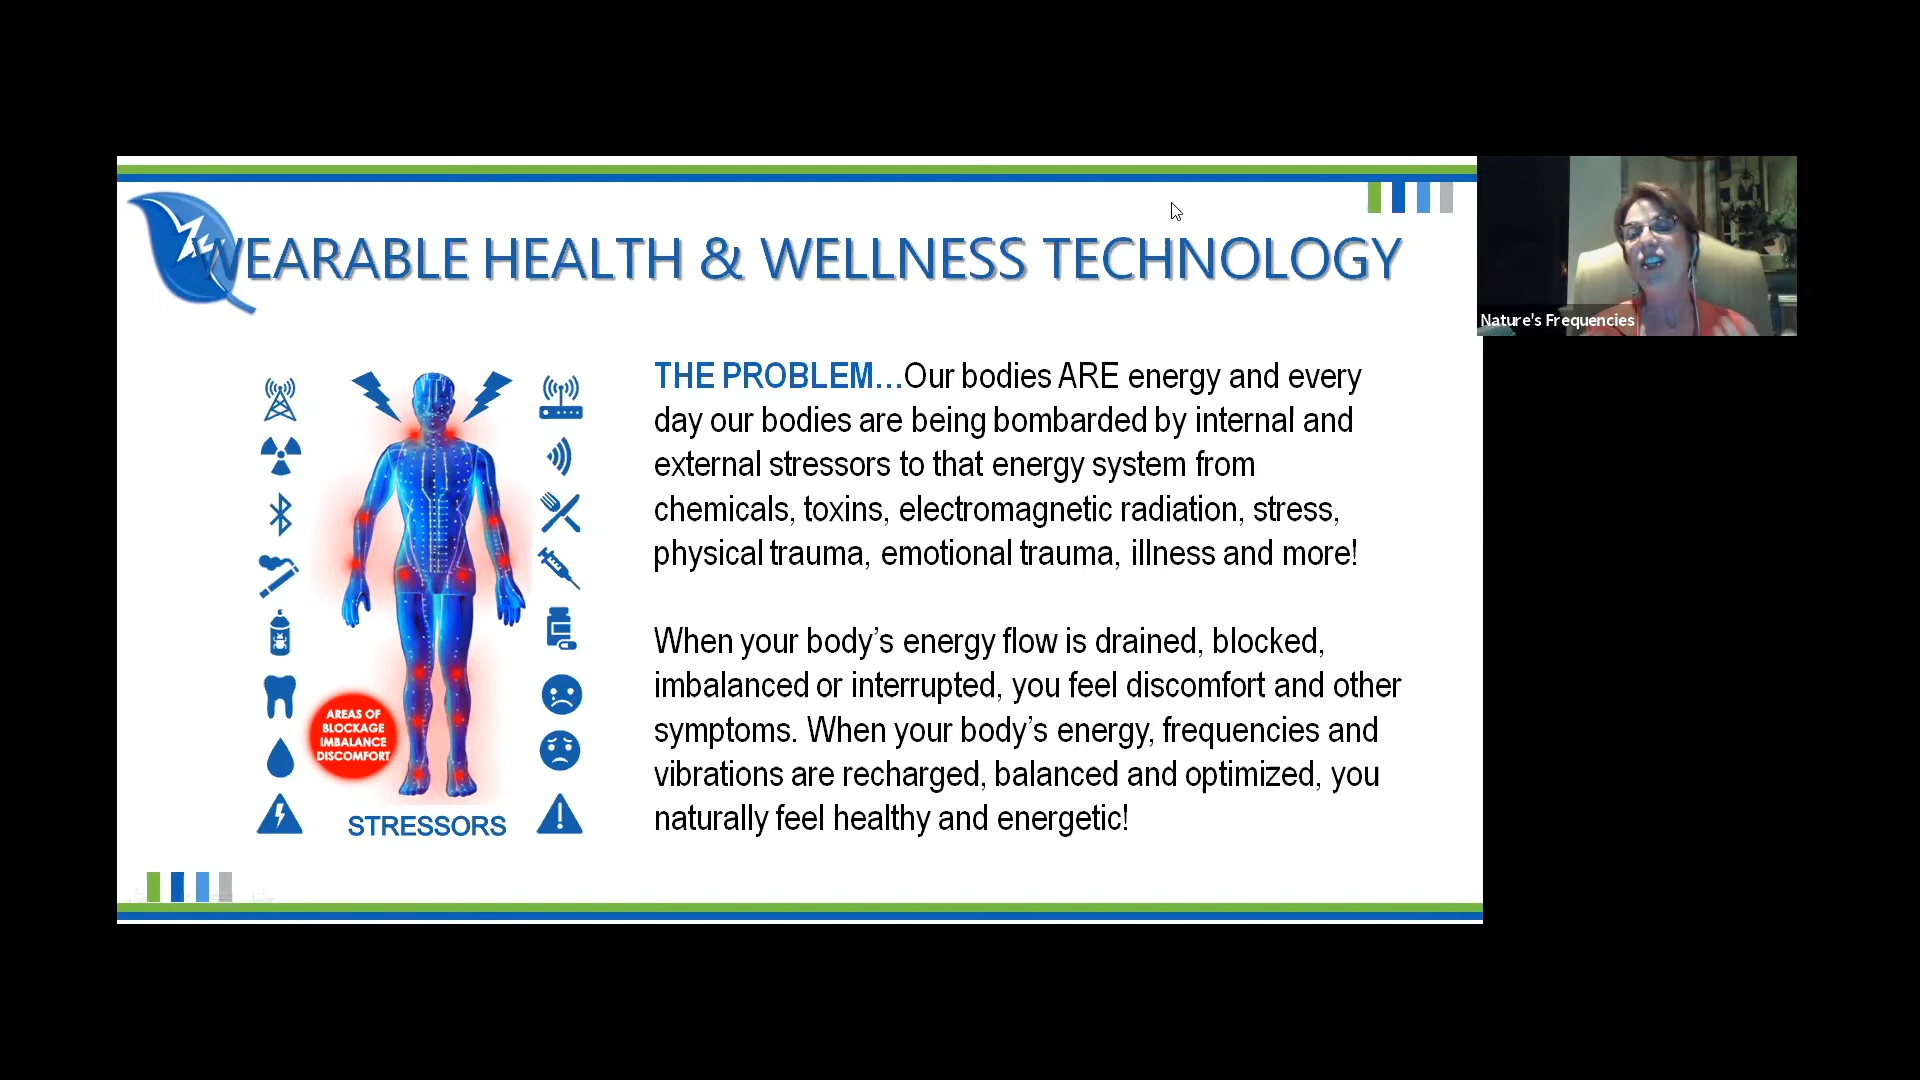 WEARABLE HEALTH & WELLNESS TECHNOLOGY
Nature's Frequencies
THE PROBLEM...Our bodies ARE energy and every
day our bodies are being bombarded by internal and
external stressors to that energy system from
chemicals, toxins, electromagnetic radiation, stress,
physical trauma, emotional trauma, illness and more!
When your body's energy flow is drained, blocked,
imbalanced or interrupted, you feel discomfort and other
symptoms. When your body's energy, frequencies and
vibrations are recharged, balanced and optimized, you
naturally feel healthy and energetic!
AREAS OF
BLOCKAGE
IMBALANCE
DISCOMFORT
STRESSORS